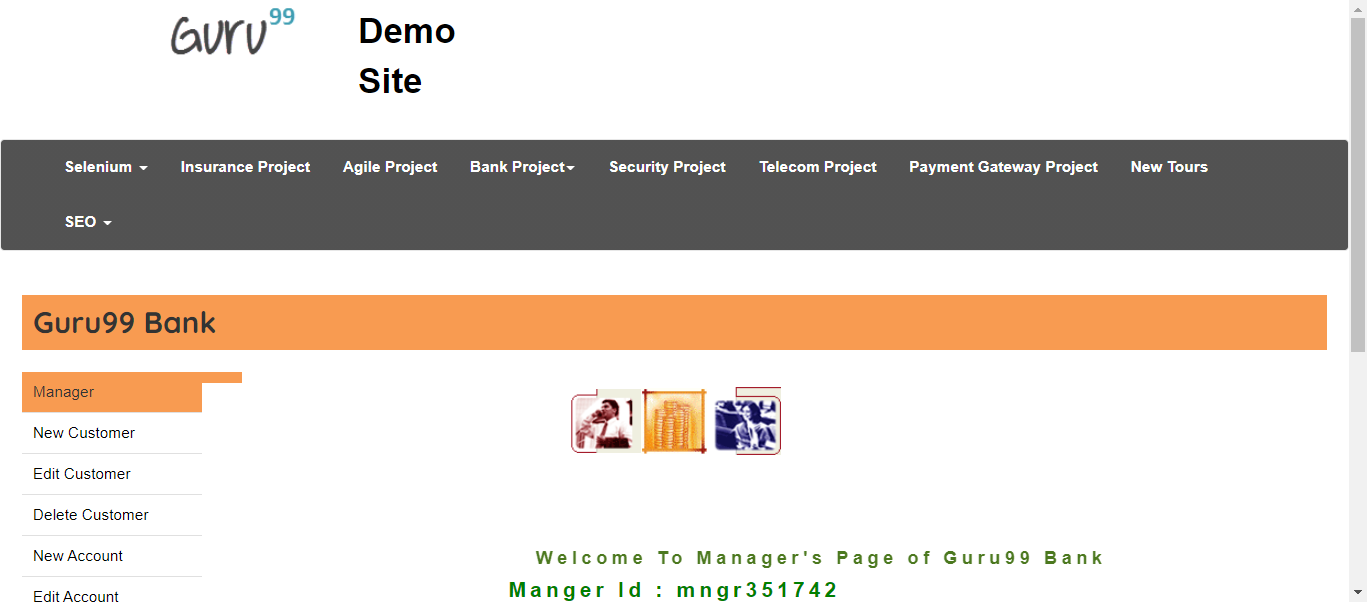 Guru99
Demo
Site
Selenium
Insurance Project
Agile Project
Bank Project
Security Project
Telecom Project
Payment Gateway Project
New Tours
SEO
Guru99 Bank
Manager
New Customer
Edit Customer
Delete Customer
New Account
Edit Account
Welcome To Manager's Page of Guru99 Bank
Manger Id : mngr351742